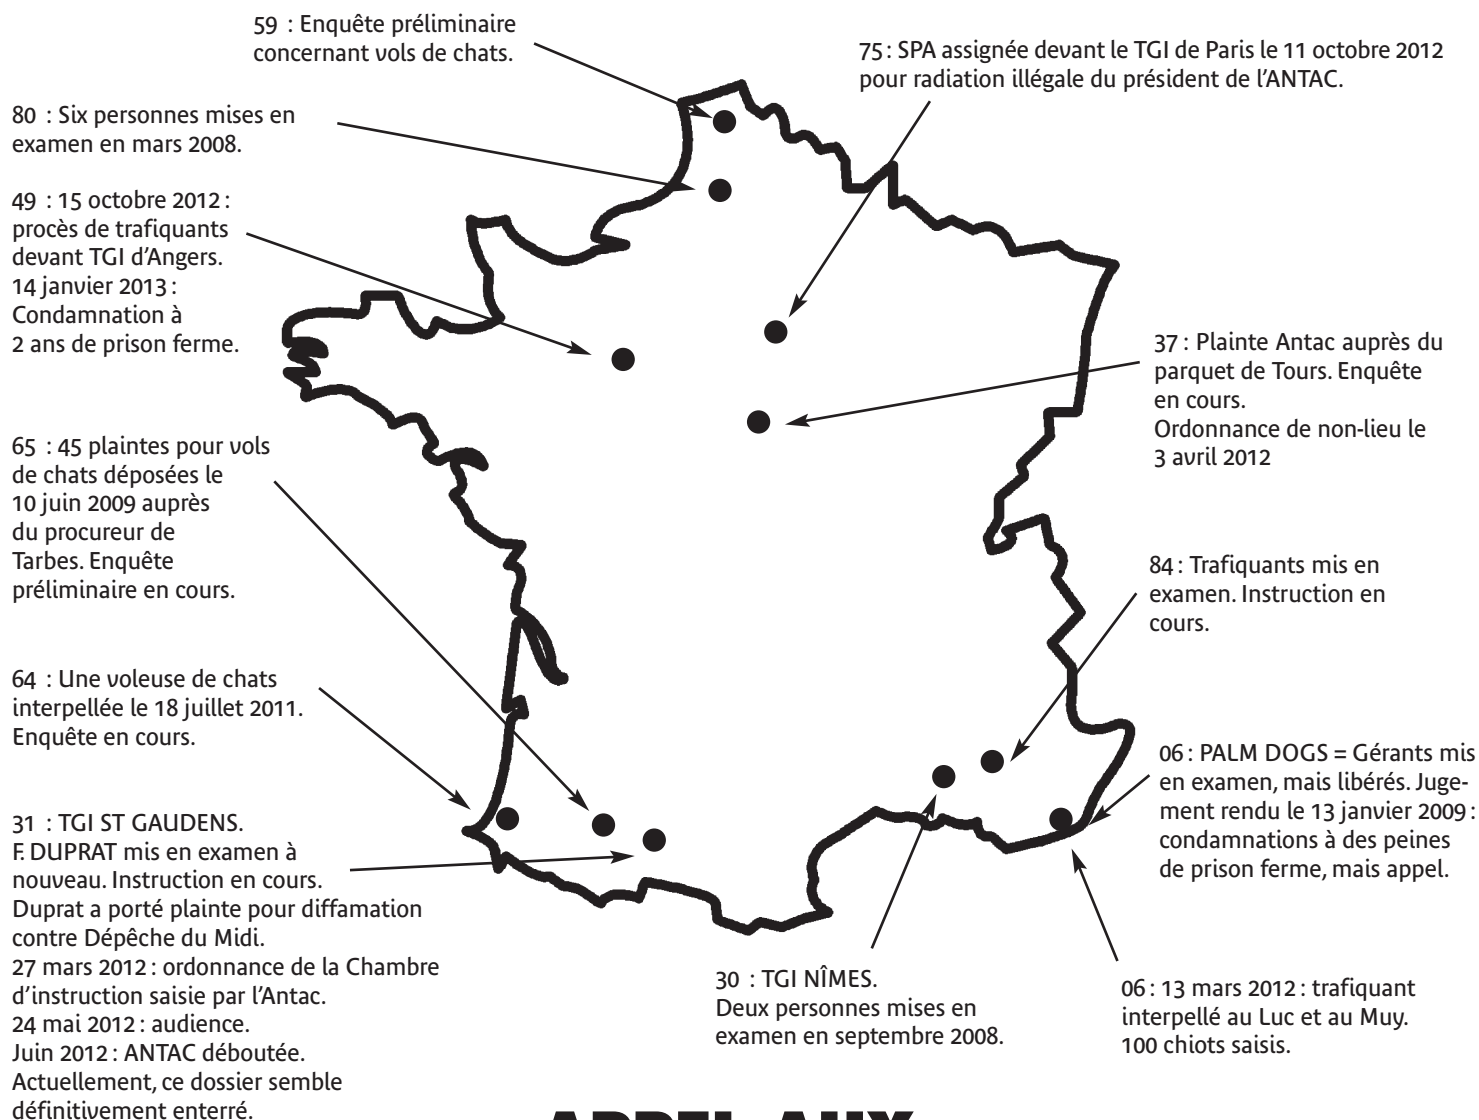 59 : Enquête préliminaire
concernant vols de chats.
75 : SPA assignée devant le TGI de Paris le 11 octobre 2012
pour radiation illégale du président de l'ANTAC.
80 : Six personnes mises en
examen en mars 2008.
49 : 15 octobre 2012 :
procès de trafiquants
devant TGI d'Angers.
14 janvier 2013 :
Condamnation à
2 ans de prison ferme.
37 : Plainte Antac auprès du
parquet de Tours. Enquête
en cours.
Ordonnance de non-lieu le
3 avril 2012
65 : 45 plaintes pour vols
de chats déposées le
10 juin 2009 auprès
du procureur de
Tarbes. Enquête
préliminaire en cours.
84 : Trafiquants mis en
examen. Instruction en
cours.
64 : Une voleuse de chats
interpellée le 18 juillet 2011.
Enquête en cours.
06 : PALM DOGS = Gérants mis
en examen, mais libérés. Juge-
ment rendu le 13 janvier 2009 :
condamnations à des peines
de prison ferme, mais appel.
31 : TGI ST GAUDENS.
F. DUPRAT mis en examen à
nouveau. Instruction en cours.
Duprat a porté plainte pour diffamation
contre Dépêche du Midi.
27 mars 2012 : ordonnance de la Chambre
d'instruction saisie par l'Antac.
24 mai 2012 : audience.
Juin 2012 : ANTAC déboutée.
Actuellement, ce dossier semble
définitivement enterré.
30 : TGI NÎMES.
Deux personnes mises en
examen en septembre 2008.
06 : 13 mars 2012 : trafiquant
interpellé au Luc et au Muy.
100 chiots saisis.
APPEL AUX